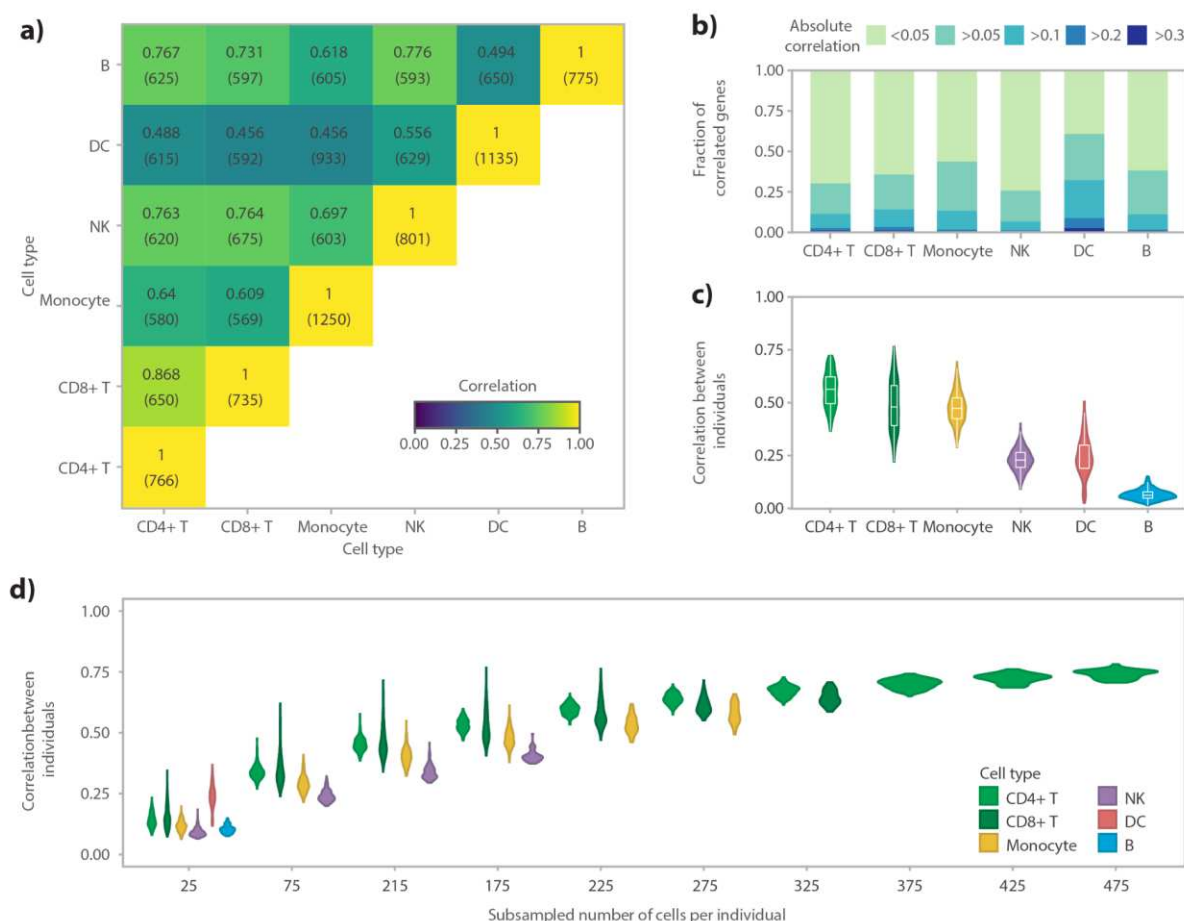 a)
B
DC
NK
Monocyte
CD8+ T
CD4+ T
Cell type
0.767 0.731 0.618 0.776 0.494 1
(625) (597) (605) (593) (650) (775)
0.488 0.456 0.456 0.556 1
(615) (592) (933) (629) (1135)
0.763 0.764 0.697 1
(620) (675) (603) (801)
0.64 0.609 1
(580) (569) (1250)
0.868 1
(650) (735)
1
(766)
Correlation
0.00 0.25 0.50 0.75 1.00
CD4+ T CD8+ T Monocyte NK DC B
Cell type
b)
Absolute
correlation
<0.05 >0.05 >0.1 >0.2 >0.3
Fraction of
correlated genes
1.00
0.75
0.50
0.25
0.00
CD4+ T CD8+ T Monocyte NK DC B
c)
Correlation between
individuals
1.00
0.75
0.50
0.25
0.00
CD4+ T CD8+ T Monocyte NK DC B
d)
Correlationbetween
individuals
1.00
0.75
0.50
0.25
0.00
Cell type
CD4+ T NK
CD8+ T DC
Monocyte B
25 75 215 175 225 275 325 375 425 475
Subsampled number of cells per individual